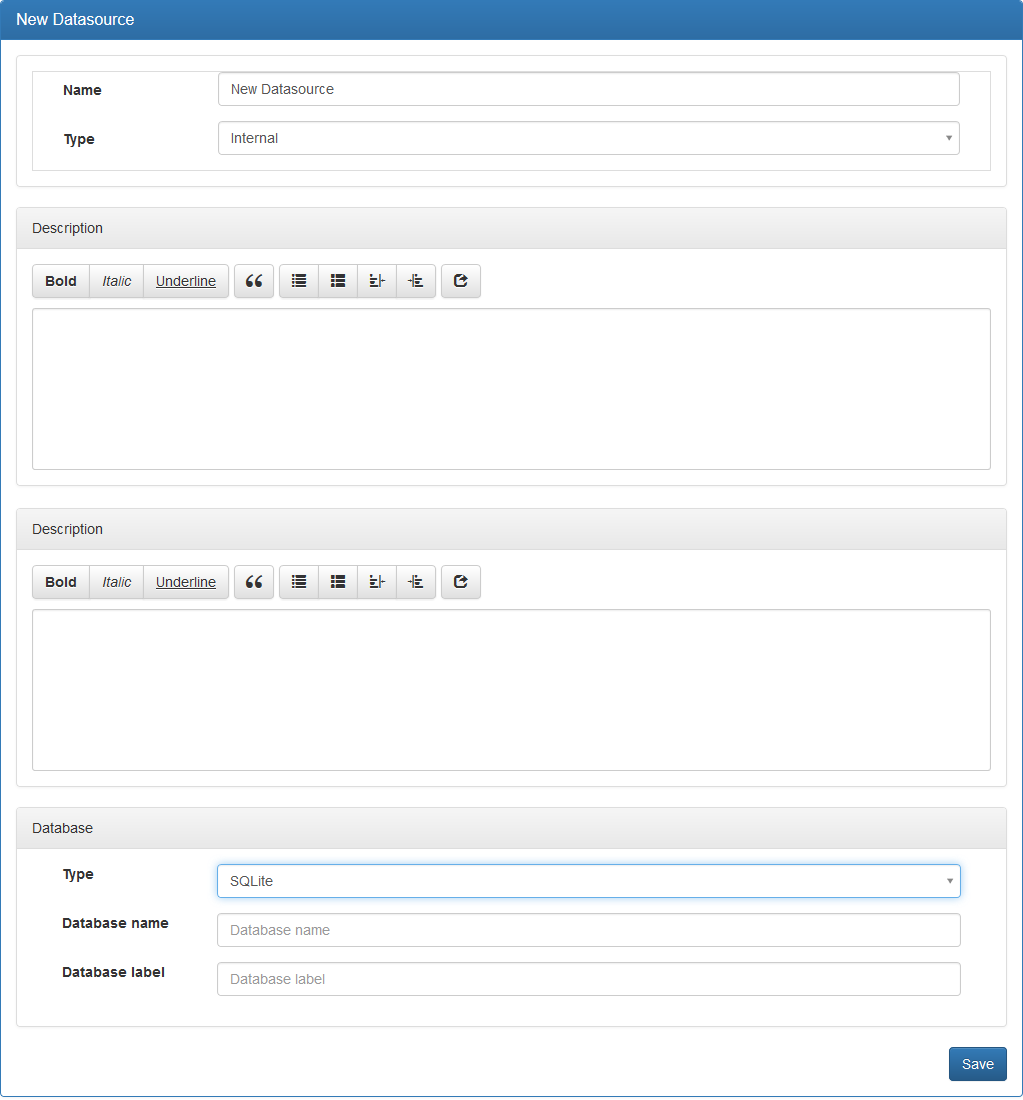 New Datasource
Name New Datasource
Type Internal
Description
Bold Italic Underline
Description
Bold Italic Underline
Database
Type SQLite
Database name Database name
Database label Database label
Save